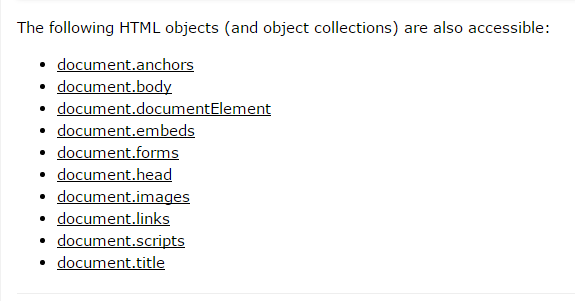 The following HTML objects (and object collections) are also accessible:
document.anchors
document.body
document.documentElement
document.embeds
document.forms
document.head
document.images
document.links
document.scripts
document.title